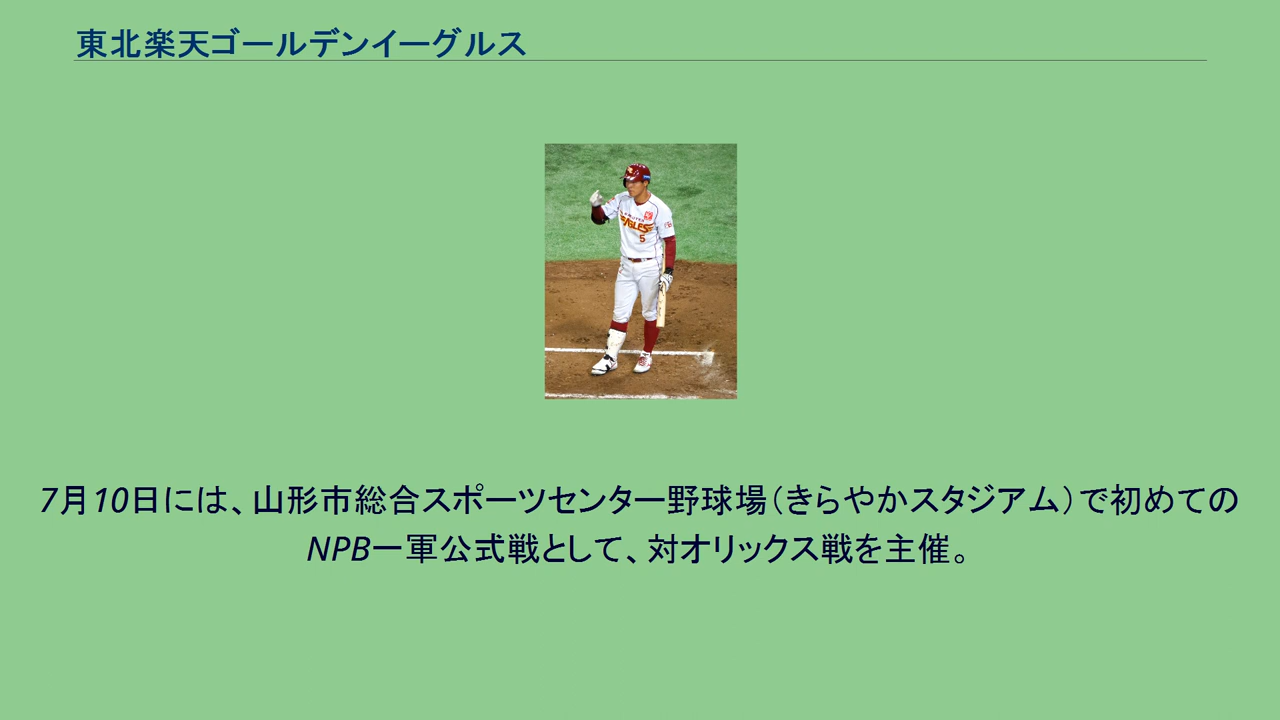 東北楽天ゴールデンイーグルス
EAGLES
5
7月10日には、山形市総合スポーツセンター野球場(きらやかスタジアム)で初めての
NPB一軍公式戦として、対オリックス戦を主催。